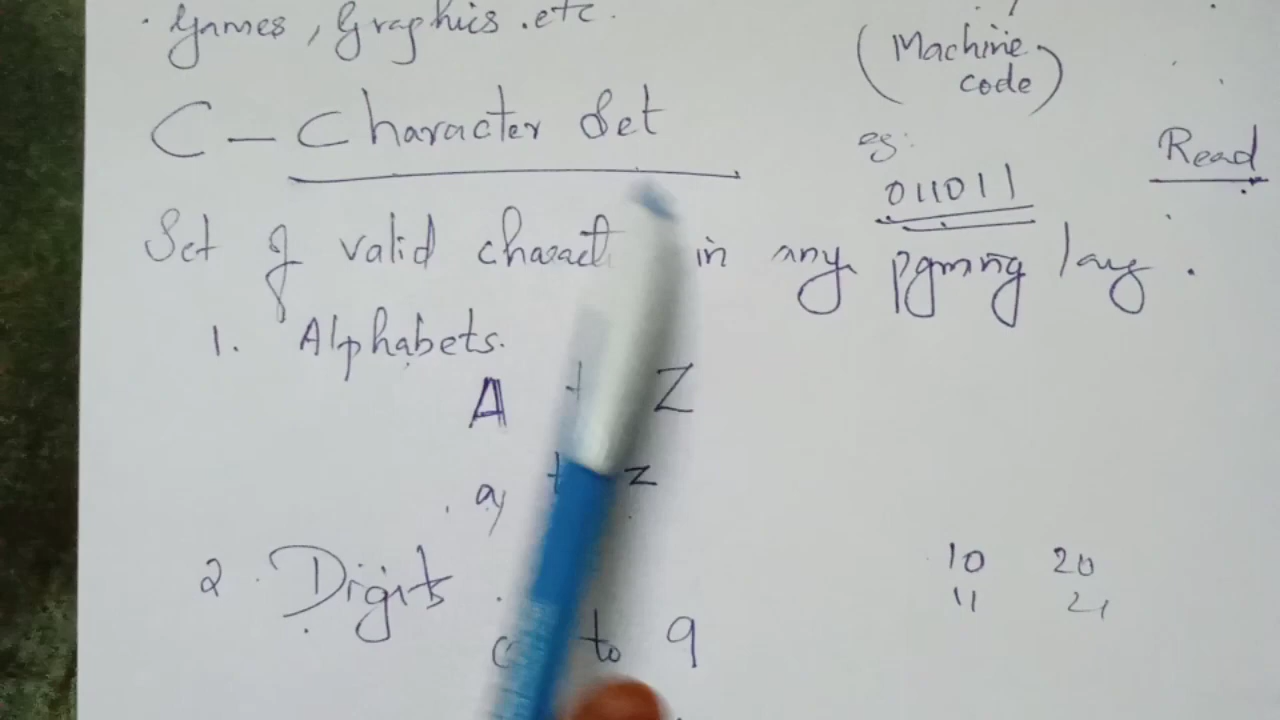 . Games, Graphics .etc.
(Machine code)
C - Character Set
eg:
011011
Read
Set of valid charact in any pgmng lang .
1. Alphabets.
A t Z
a t z
2. Digits
10 20
11 21
to 9